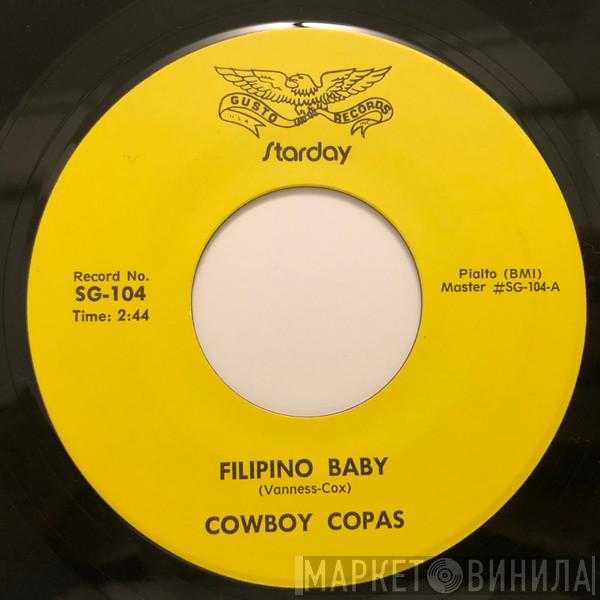 GUSTO RECORDS
U.S.A.
Starday
Record No.
SG-104
Time: 2:44
Pialto (BMI)
Master #SG-104-A
FILIPINO BABY
(Vanness-Cox)
COWBOY COPAS
МАРКЕТ ВИНИЛА